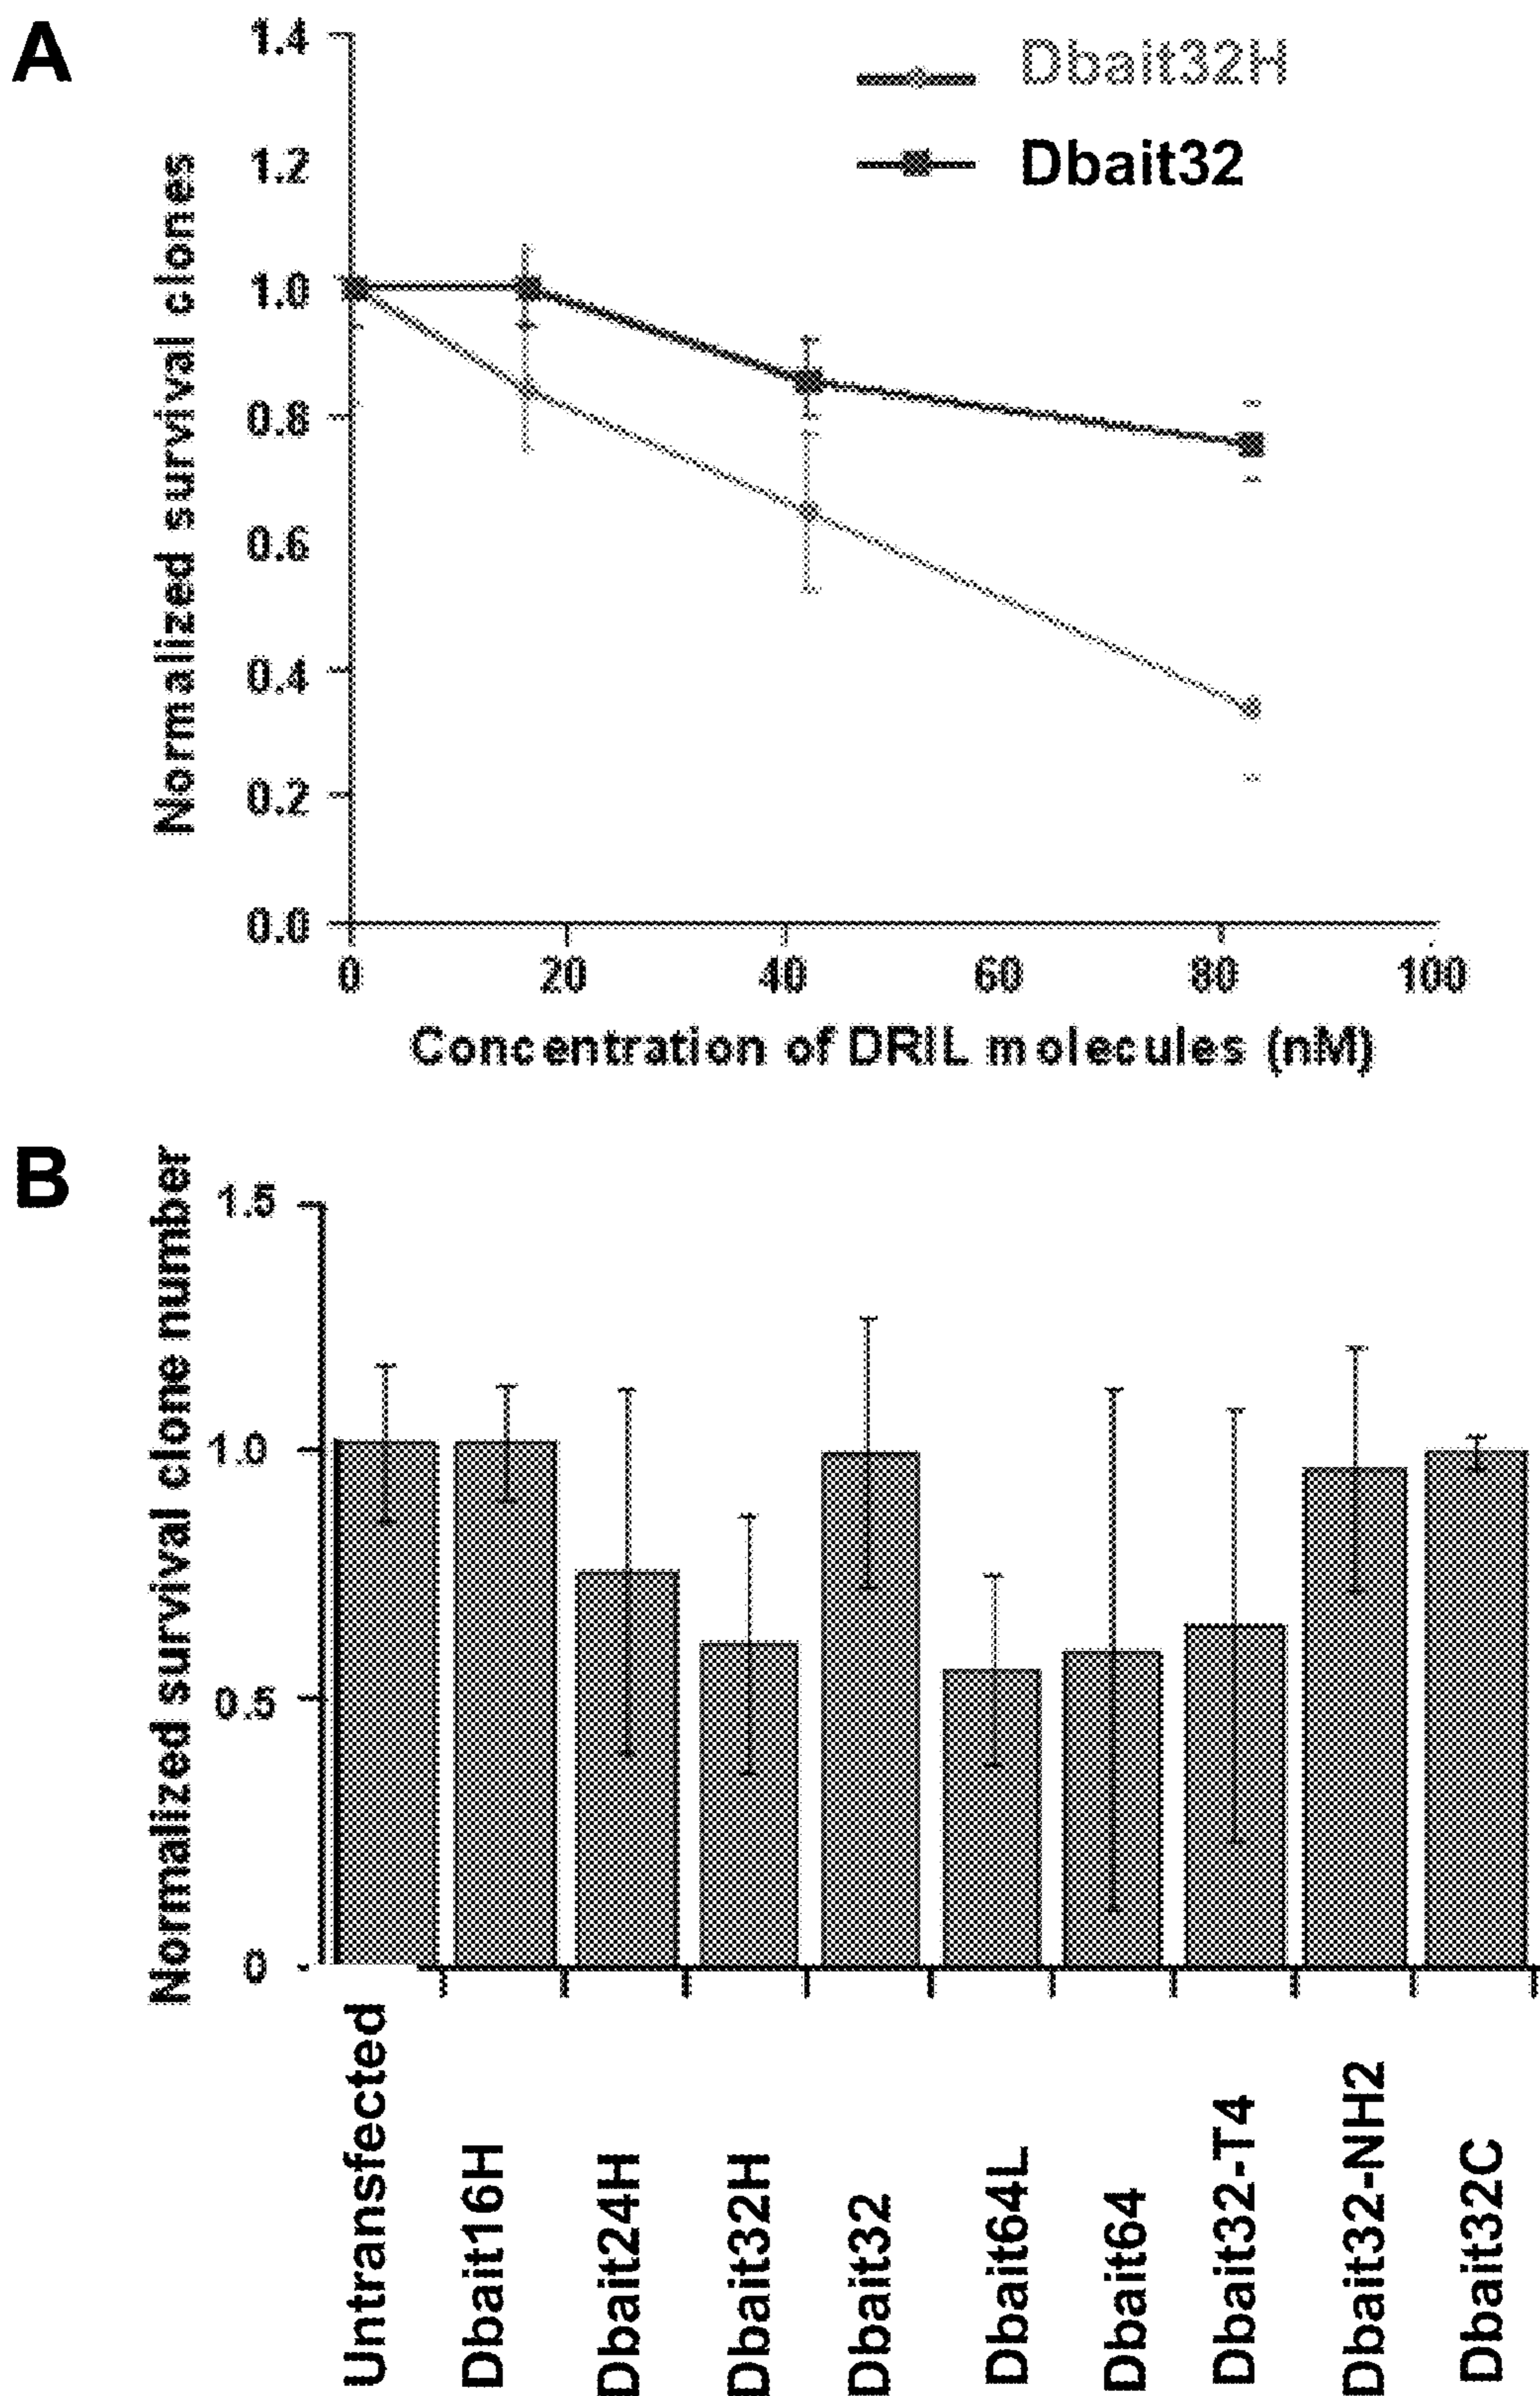 A
Normalized survival clones
1.4
1.2
1.0
0.8
0.6
0.4
0.2
0.0
Dbait32H
Dbait32
0 20 40 60 80 100
Concentration of DRIL molecules (nM)
B
Normalized survival clone number
1.5
1.0
0.5
0
Untransfected
Dbait16H
Dbait24H
Dbait32H
Dbait32
Dbait64L
Dbait64
Dbait32-T4
Dbait32-NH2
Dbait32C